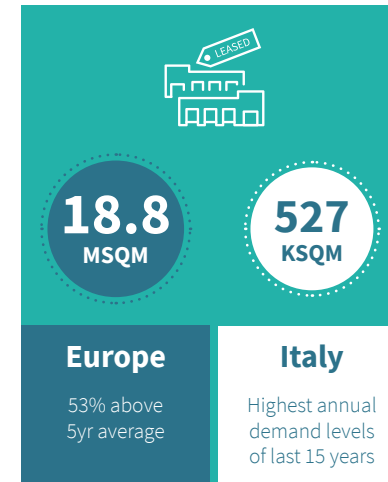 LEASED
18.8
MSQM
527
KSQM
Europe
53% above
5yr average
Italy
Highest annual
demand levels
of last 15 years